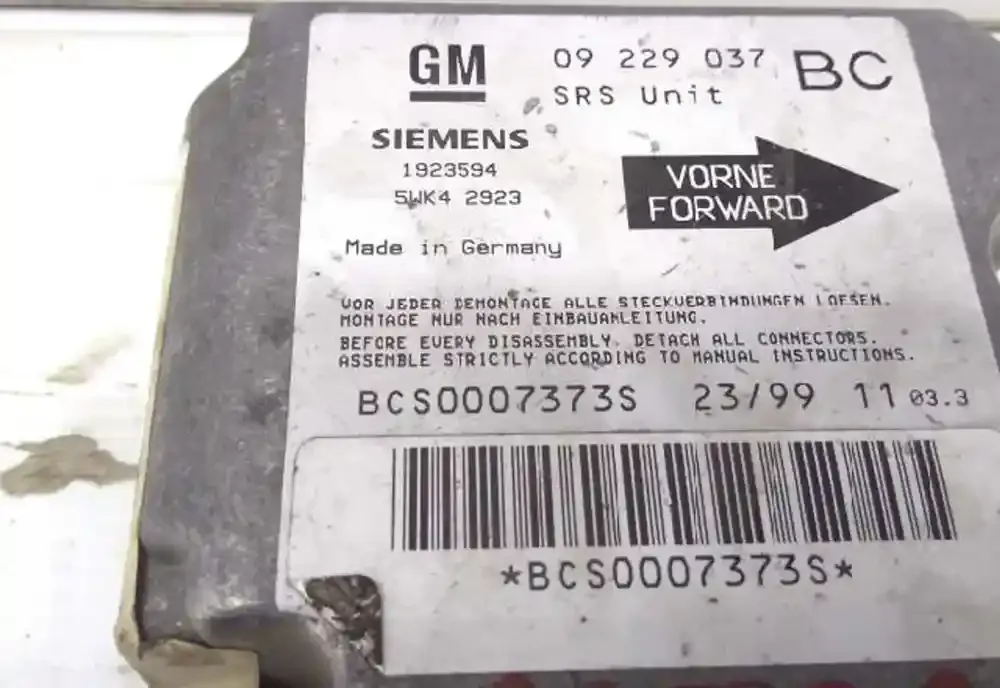 GM
09 229 037 BC
SRS Unit
SIEMENS
1923594
5WK4 2923
VORNE
FORWARD
Made in Germany
VOR JEDER DEMONTAGE ALLE STECKVERBINDUNGEN LOESEN.
MONTAGE NUR NACH EINBAUANLEITUNG.
BEFORE EVERY DISASSEMBLY, DETACH ALL CONNECTORS.
ASSEMBLE STRICTLY ACCORDING TO MANUAL INSTRUCTIONS.
BCS0007373S 23/99 11 03.3
*BCS0007373S*